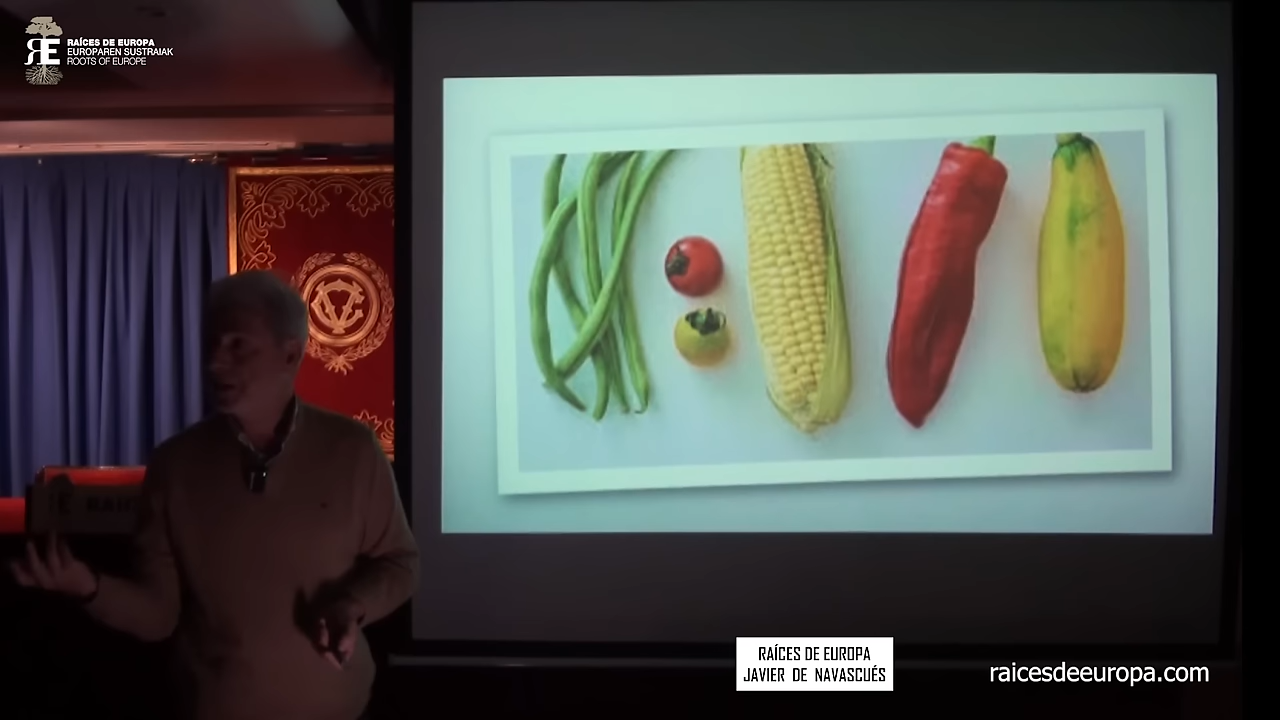 RAÍCES DE EUROPA
EUROPAREN SUSTRAIAK
ROOTS OF EUROPE
RAÍCES DE EUROPA
JAVIER DE NAVASCUÉS
raicesdeeuropa.com